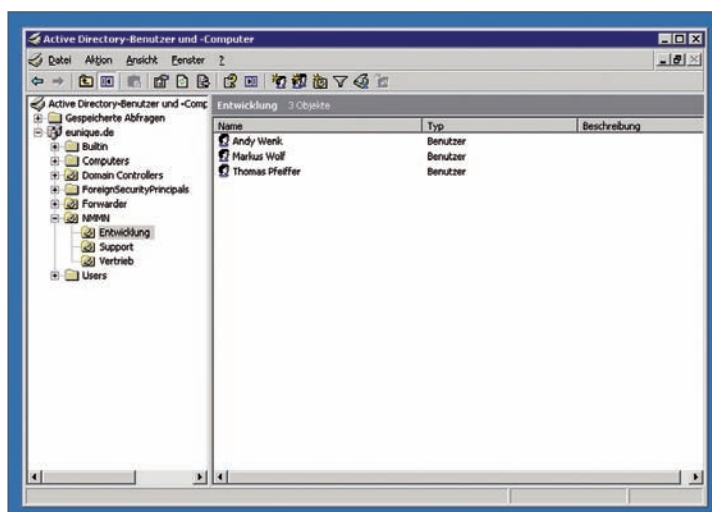 Active Directory-Benutzer und -Computer
Datei Aktion Ansicht Fenster ?
Active Directory-Benutzer und -Comp
Gespeicherte Abfragen
eunique.de
Builtin
Computers
Domain Controllers
ForeignSecurityPrincipals
Forwarder
NMMN
Entwicklung
Support
Vertrieb
Users
Entwicklung 3 Objekte
Name Typ Beschreibung
Andy Wenk Benutzer
Markus Wolf Benutzer
Thomas Pfeiffer Benutzer